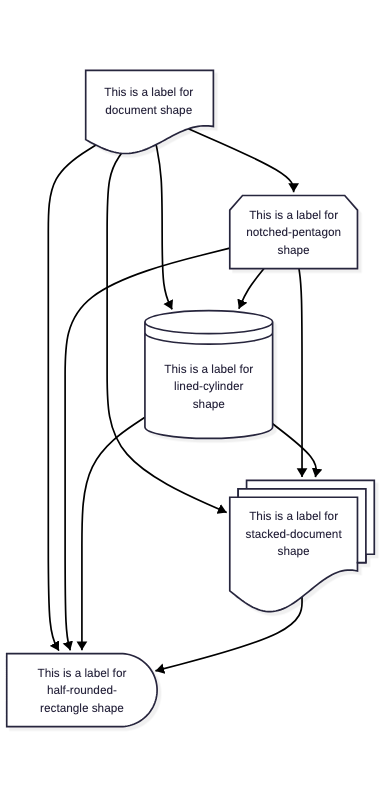 This is a label for
document shape
This is a label for
notched-pentagon
shape
This is a label for
lined-cylinder
shape
This is a label for
stacked-document
shape
This is a label for
half-rounded-
rectangle shape